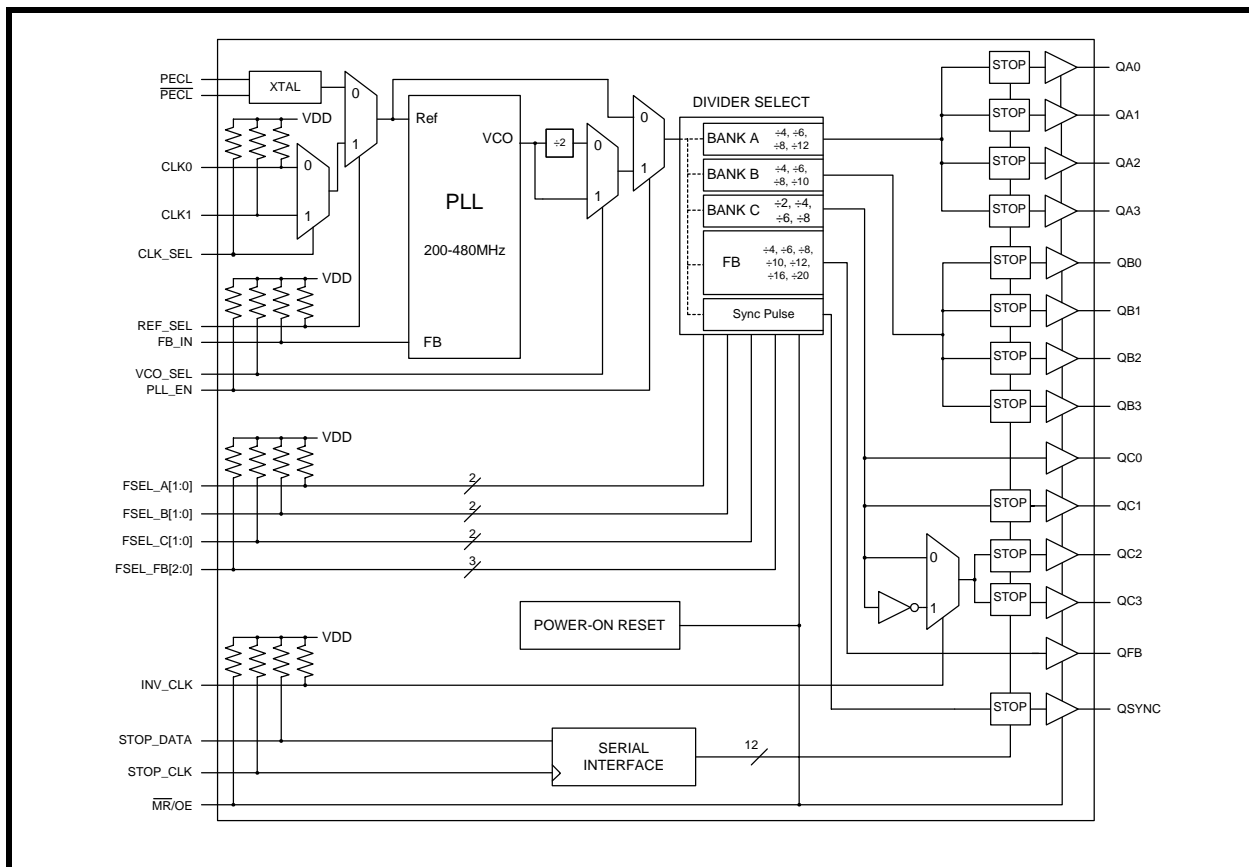 PECL
PECL
XTAL
0
1
VDD
CLK0
0
CLK1
1
CLK_SEL
VDD
REF_SEL
FB_IN
VCO_SEL
PLL_EN
Ref
VCO
PLL
200-480MHz
FB
÷2
0
1
0
1
DIVIDER SELECT
BANK A
÷4, ÷6,
÷8, ÷12
BANK B
÷4, ÷6,
÷8, ÷10
BANK C
÷2, ÷4,
÷6, ÷8
FB
÷4, ÷6, ÷8,
÷10, ÷12,
÷16, ÷20
Sync Pulse
STOP
QA0
STOP
QA1
STOP
QA2
STOP
QA3
STOP
QB0
STOP
QB1
STOP
QB2
STOP
QB3
QC0
STOP
QC1
0
1
STOP
QC2
STOP
QC3
QFB
STOP
QSYNC
VDD
FSEL_A[1:0]
2
FSEL_B[1:0]
2
FSEL_C[1:0]
2
FSEL_FB[2:0]
3
POWER-ON RESET
VDD
INV_CLK
STOP_DATA
STOP_CLK
SERIAL
INTERFACE
12
MR/OE